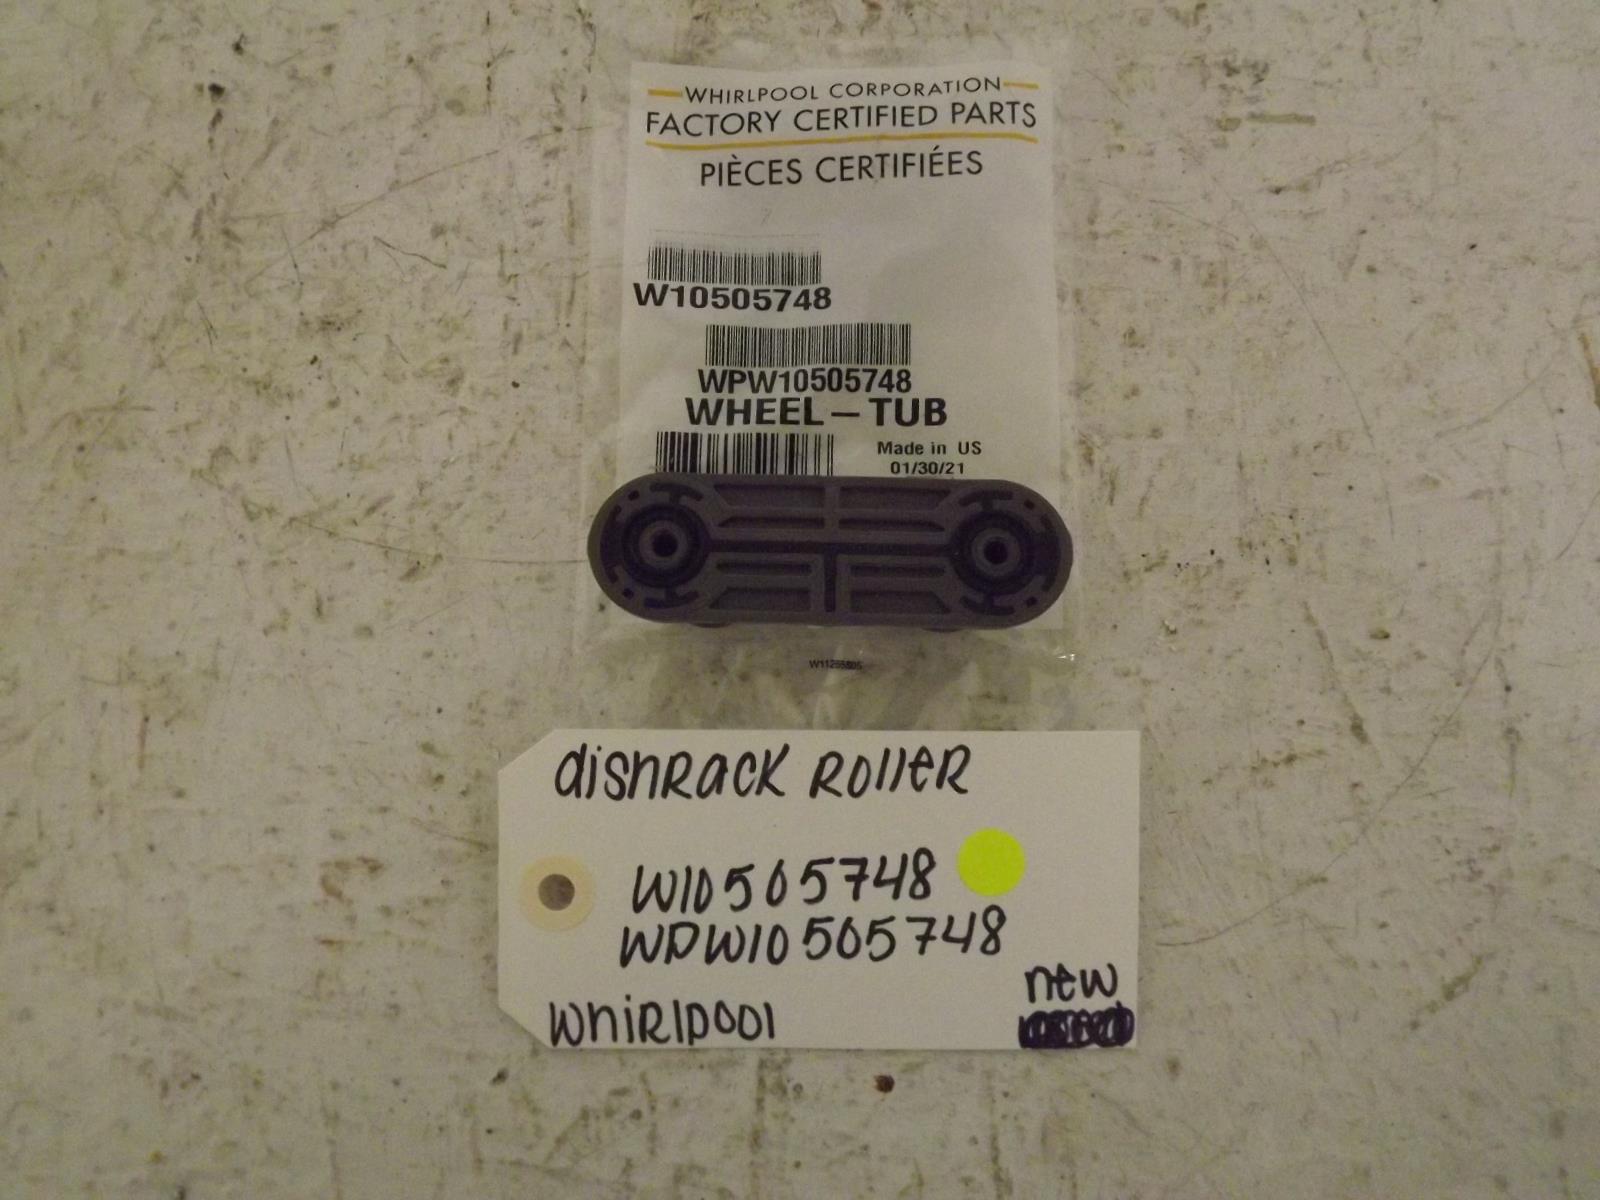 WHIRLPOOL CORPORATION
FACTORY CERTIFIED PARTS
PIÈCES CERTIFIÉES
W10505748
WPW10505748
WHEEL – TUB
Made in US
01/30/21
dishRack ROlleR
W10505748
WPW10505748
new
WhiRlpool